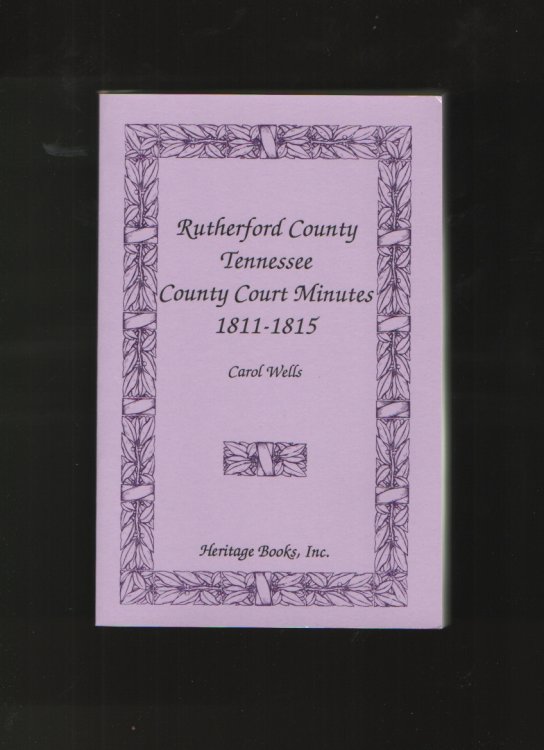 Rutherford County
Tennessee
County Court Minutes
1811-1815
Carol Wells
Heritage Books, Inc.